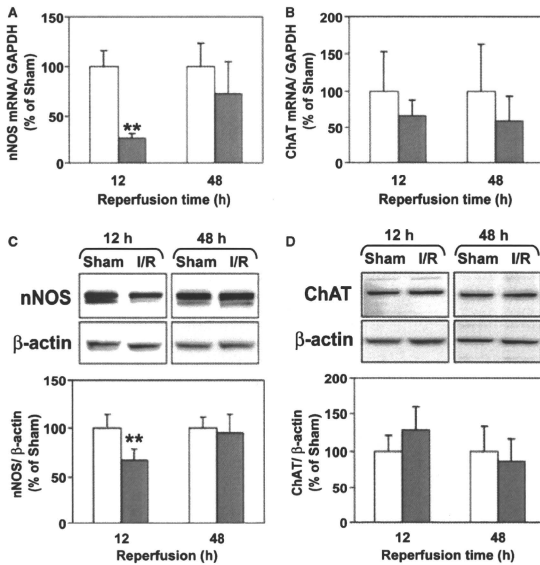 A
nNOS mRNA/ GAPDH
(% of Sham)
150
100
50
0
**
12
48
Reperfusion time (h)
B
ChAT mRNA/ GAPDH
(% of Sham)
200
150
100
50
0
12
48
Reperfusion time (h)
C
12 h
48 h
Sham I/R
Sham I/R
nNOS
β-actin
nNOS/ β-actin
(% of Sham)
150
100
50
0
**
12
48
Reperfusion (h)
D
12 h
48 h
Sham I/R
Sham I/R
ChAT
β-actin
ChAT/ β-actin
(% of Sham)
200
150
100
50
0
12
48
Reperfusion time (h)